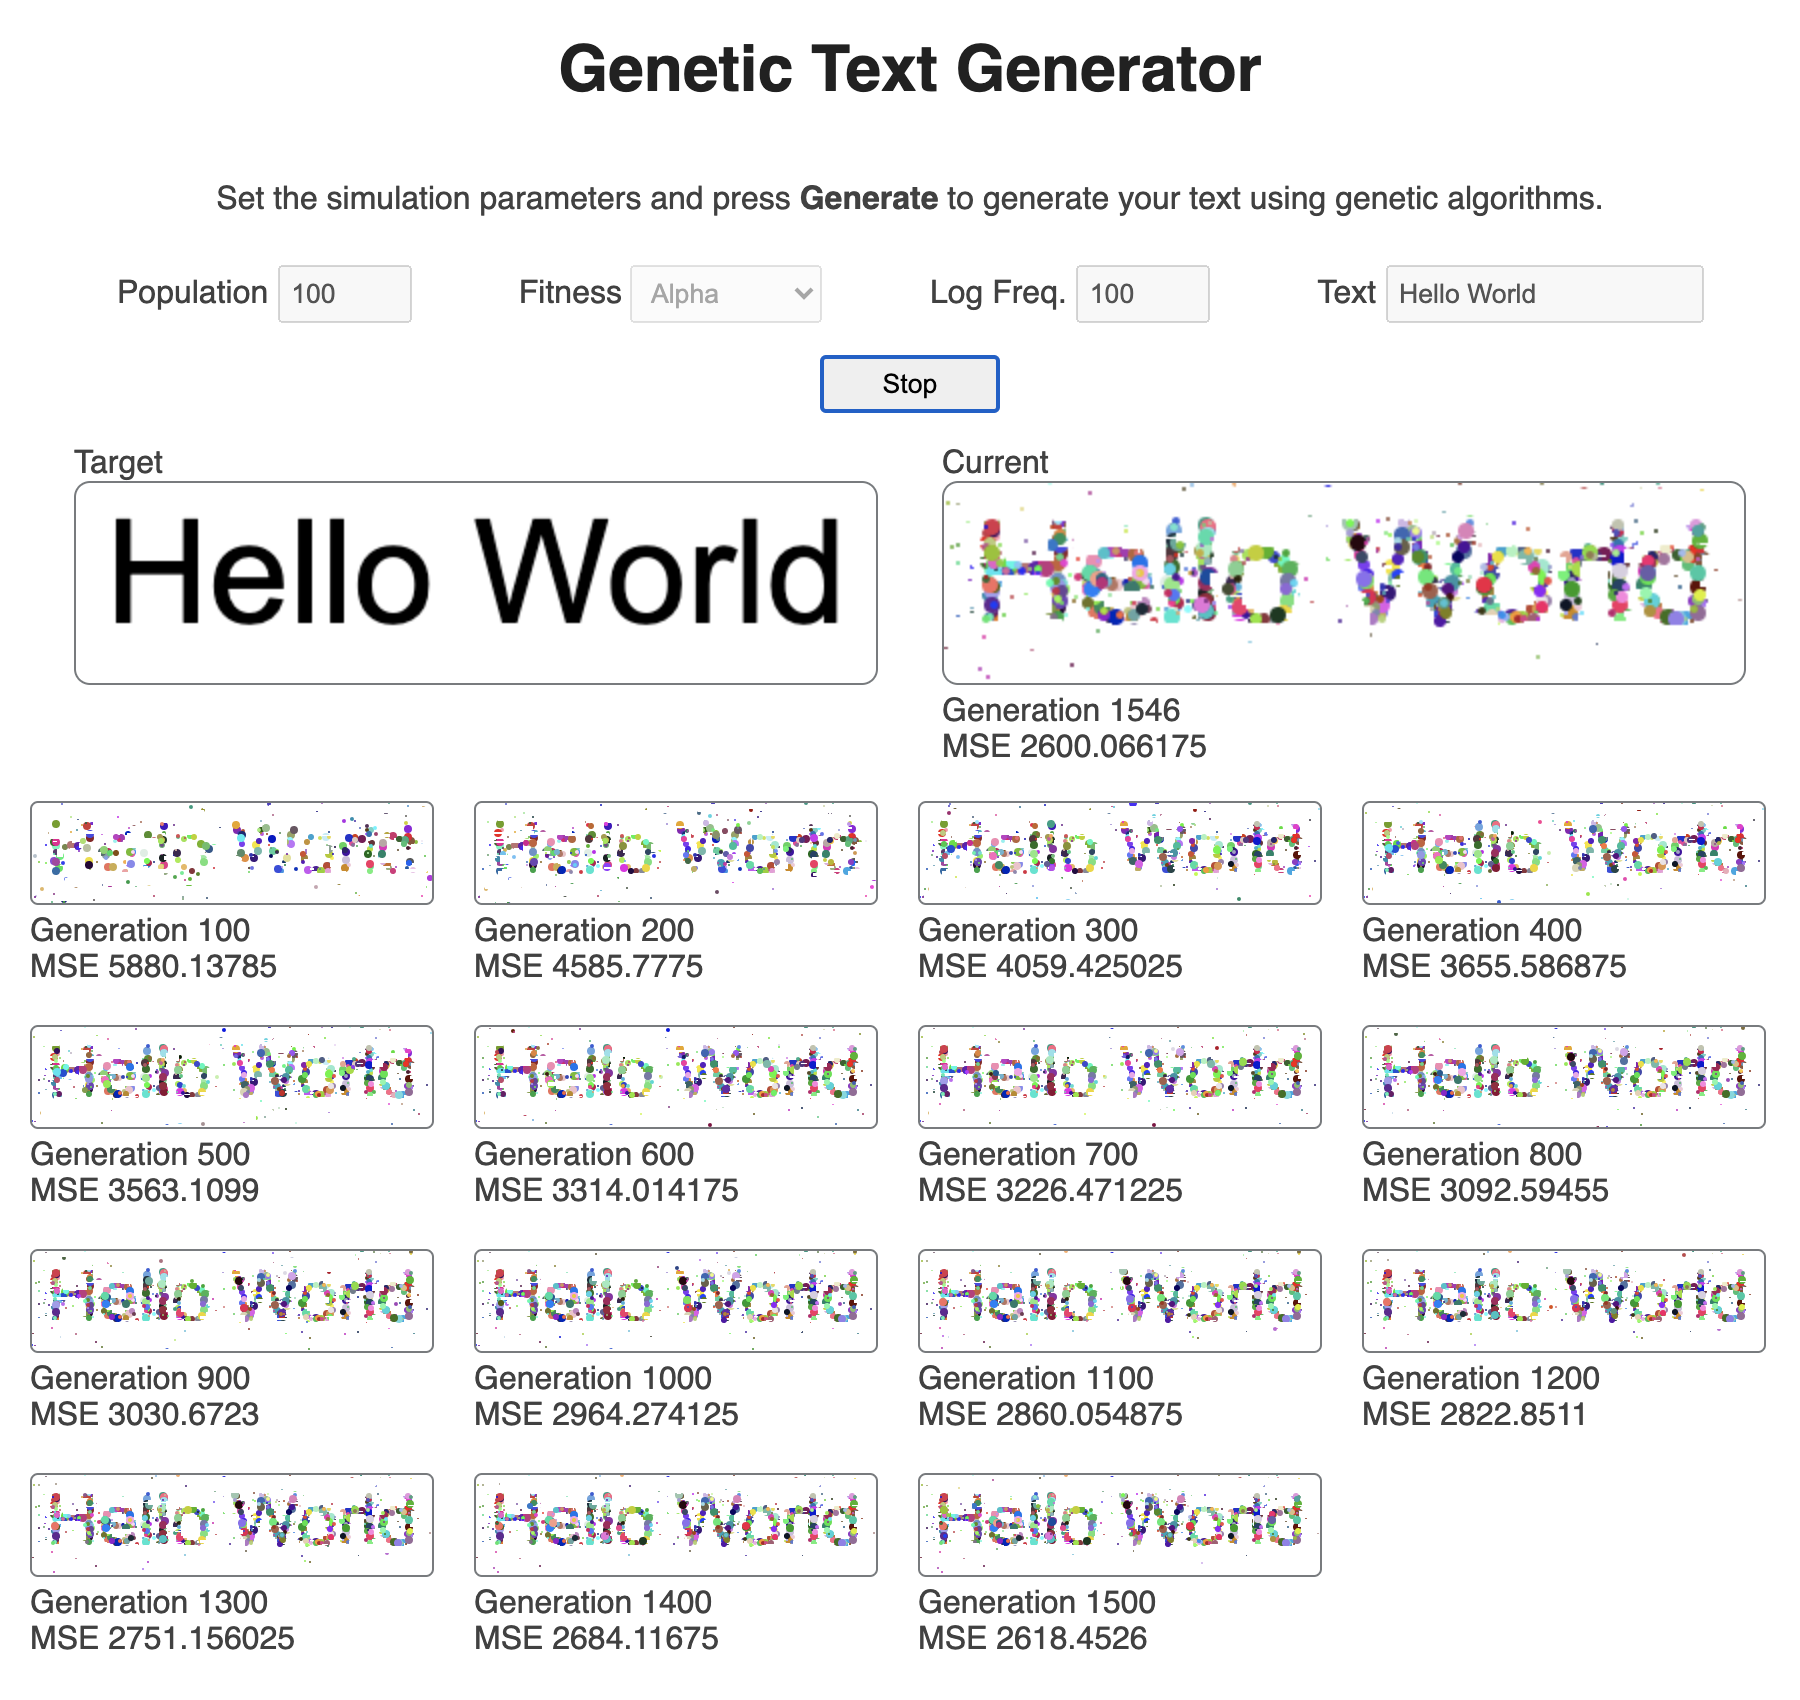 Genetic Text Generator
Set the simulation parameters and press Generate to generate your text using genetic algorithms.
Population 100 Fitness Alpha Log Freq. 100 Text Hello World
Stop
Target Current
Hello World Hello World
Generation 1546
MSE 2600.066175
Hello World Hello World Hello World Hello World
Generation 100 Generation 200 Generation 300 Generation 400
MSE 5880.13785 MSE 4585.7775 MSE 4059.425025 MSE 3655.586875
Hello World Hello World Hello World Hello World
Generation 500 Generation 600 Generation 700 Generation 800
MSE 3563.1099 MSE 3314.014175 MSE 3226.471225 MSE 3092.59455
Hello World Hello World Hello World Hello World
Generation 900 Generation 1000 Generation 1100 Generation 1200
MSE 3030.6723 MSE 2964.274125 MSE 2860.054875 MSE 2822.8511
Hello World Hello World Hello World
Generation 1300 Generation 1400 Generation 1500
MSE 2751.156025 MSE 2684.11675 MSE 2618.4526